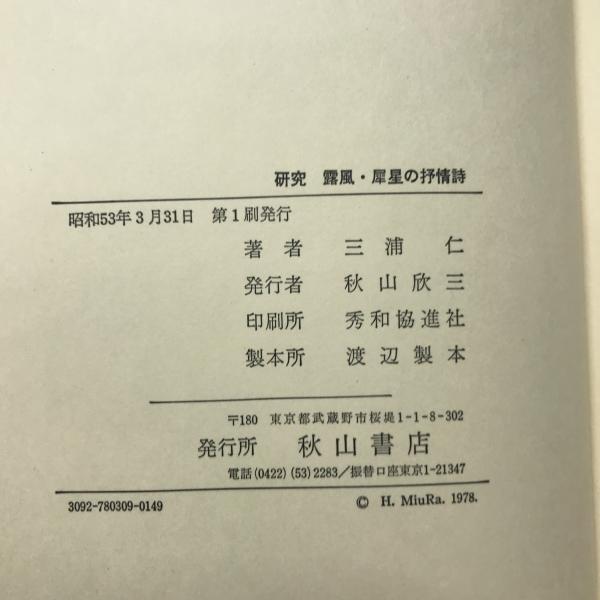 研究 露風・犀星の抒情詩
昭和53年3月31日 第1刷発行
著者 三浦仁
発行者 秋山欣三
印刷所 秀和協進社
製本所 渡辺製本
〒180 東京都武蔵野市桜堤1-1-8-302
発行所 秋山書店
電話(0422)(53)2283/振替口座東京1-21347
3092-780309-0149 © H. MiuRa. 1978.